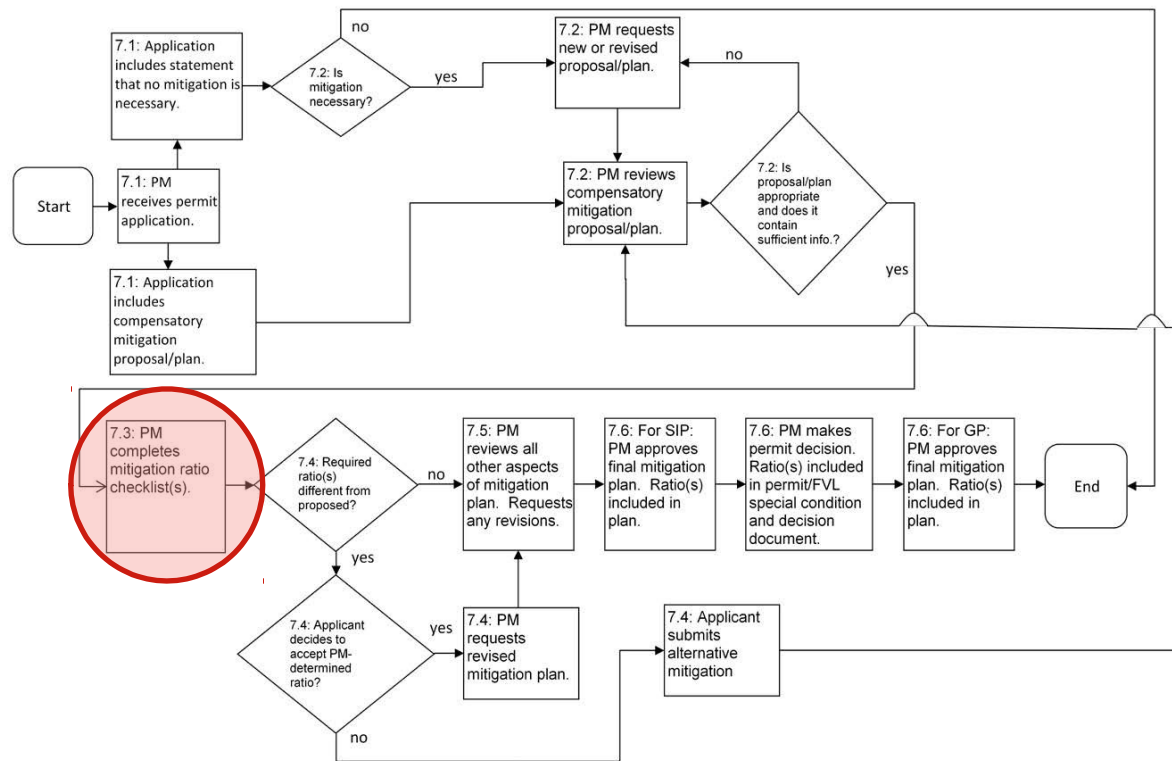 no
7.1: Application
includes statement
that no mitigation is
necessary.
7.2: Is
mitigation
necessary?
yes
7.2: PM requests
new or revised
proposal/plan.
no
Start
7.1: PM
receives permit
application.
7.2: PM reviews
compensatory
mitigation
proposal/plan.
7.2: Is
proposal/plan
appropriate
and does it
contain
sufficient info.?
yes
7.1: Application
includes
compensatory
mitigation
proposal/plan.
7.3: PM
completes
mitigation ratio
checklist(s).
7.4: Required
ratio(s)
different from
proposed?
no
7.5: PM
reviews all
other aspects
of mitigation
plan. Requests
any revisions.
7.6: For SIP:
PM approves
final mitigation
plan. Ratio(s)
included in
plan.
7.6: PM makes
permit decision.
Ratio(s) included
in permit/FVL
special condition
and decision
document.
7.6: For GP:
PM approves
final mitigation
plan. Ratio(s)
included in
plan.
End
yes
7.4: Applicant
decides to
accept PM-
determined
ratio?
yes
7.4: PM
requests
revised
mitigation plan.
7.4: Applicant
submits
alternative
mitigation
no